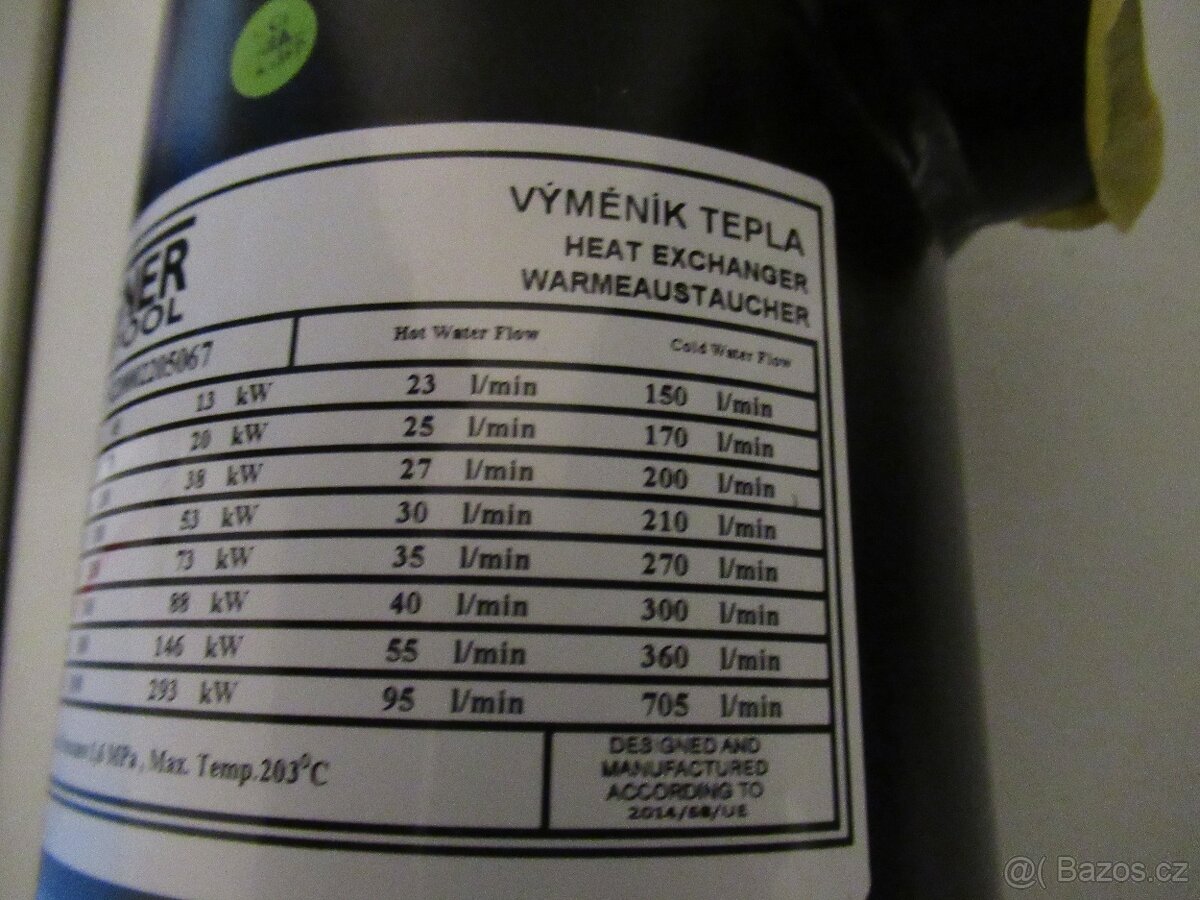 VÝMĚNÍK TEPLA
HEAT EXCHANGER
WARMEAUSTAUCHER
Hot Water Flow Cold Water Flow
13 kW 23 l/min 150 l/min
20 kW 25 l/min 170 l/min
38 kW 27 l/min 200 l/min
53 kW 30 l/min 210 l/min
73 kW 35 l/min 270 l/min
88 kW 40 l/min 300 l/min
146 kW 55 l/min 360 l/min
293 kW 95 l/min 705 l/min
MPa, Max. Temp.203°C
DESIGNED AND
MANUFACTURED
ACCORDING TO
2014/68/UE
@( Bazos.cz